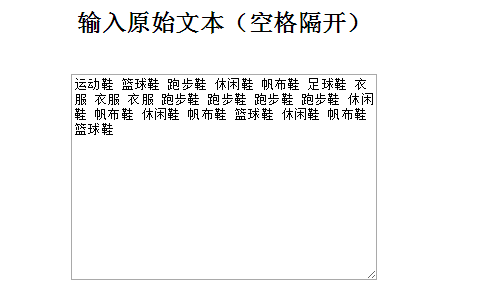 输入原始文本（空格隔开）
运动鞋 篮球鞋 跑步鞋 休闲鞋 帆布鞋 足球鞋 衣
服 衣服 衣服 跑步鞋 跑步鞋 跑步鞋 跑步鞋 休闲
鞋 帆布鞋 休闲鞋 帆布鞋 篮球鞋 休闲鞋 帆布鞋
篮球鞋